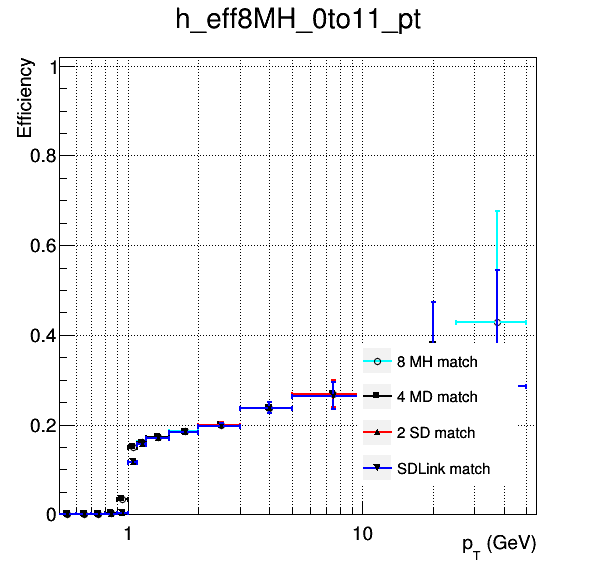 h_eff8MH_0to11_pt
Efficiency
1
0.8
0.6
0.4
0.2
0
8 MH match
4 MD match
2 SD match
SDLink match
1
10
p_T (GeV)